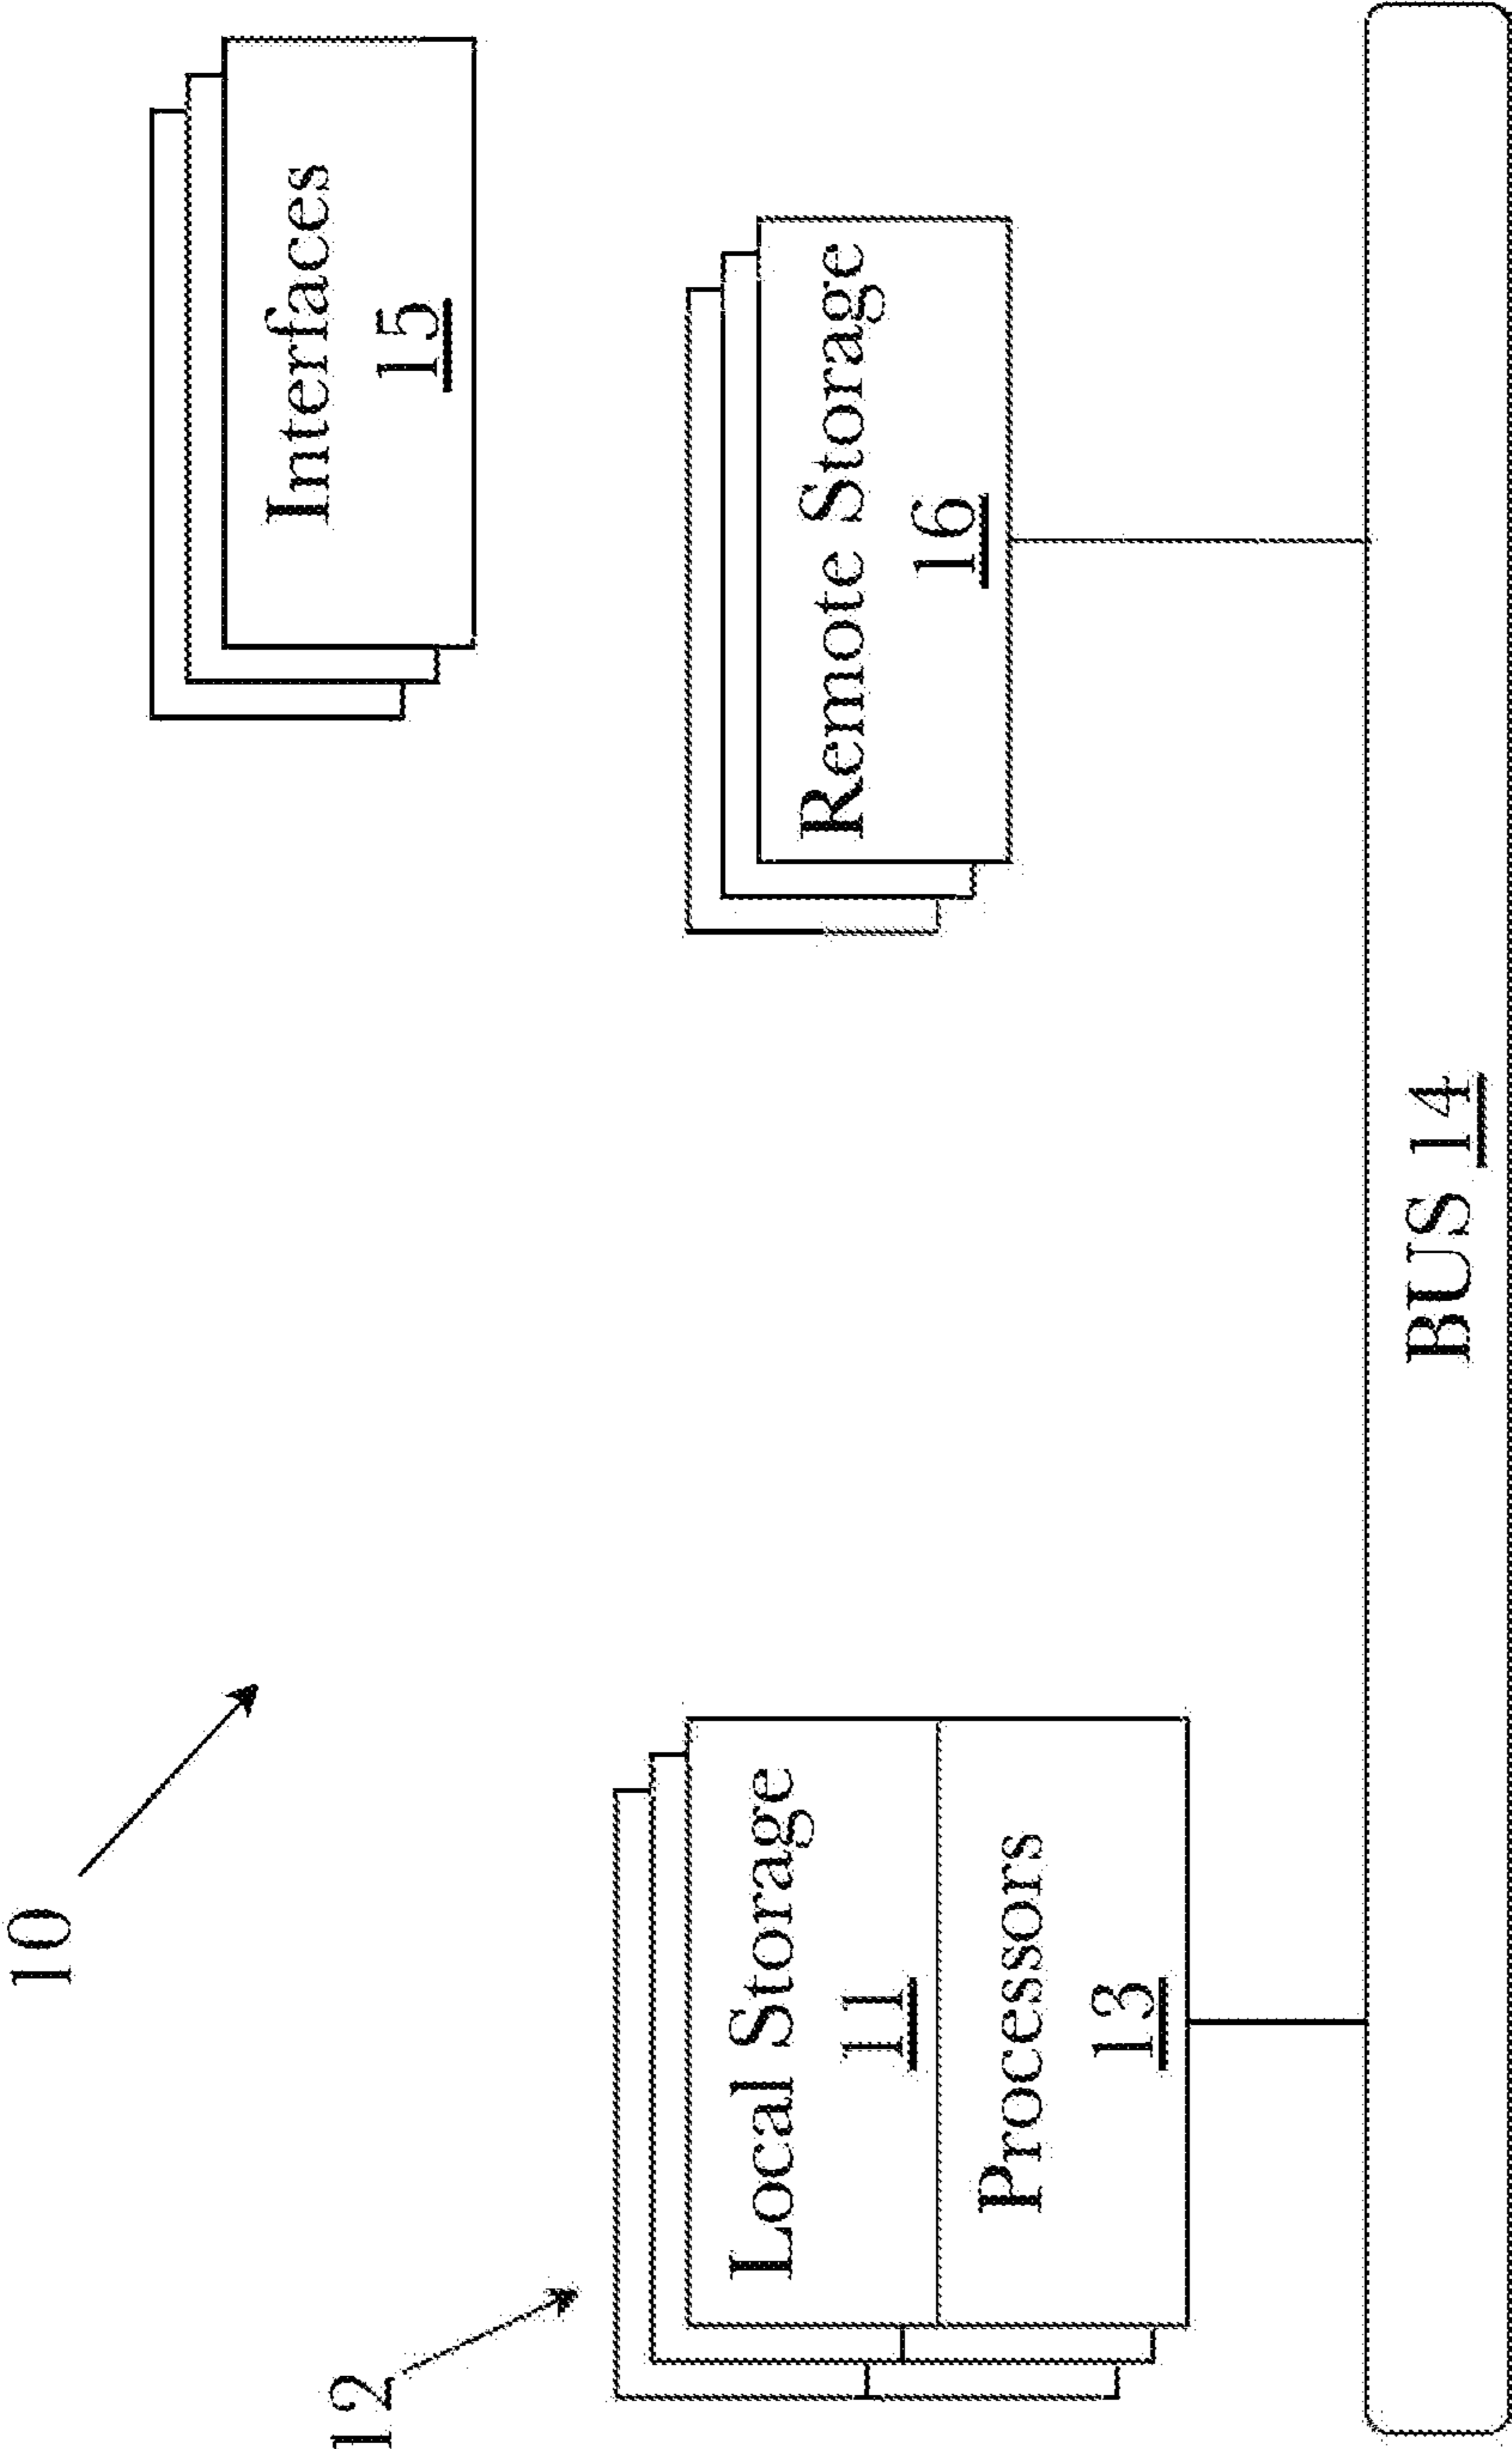 10
12
Interfaces
15
Local Storage
11
Processors
13
Remote Storage
16
BUS 14